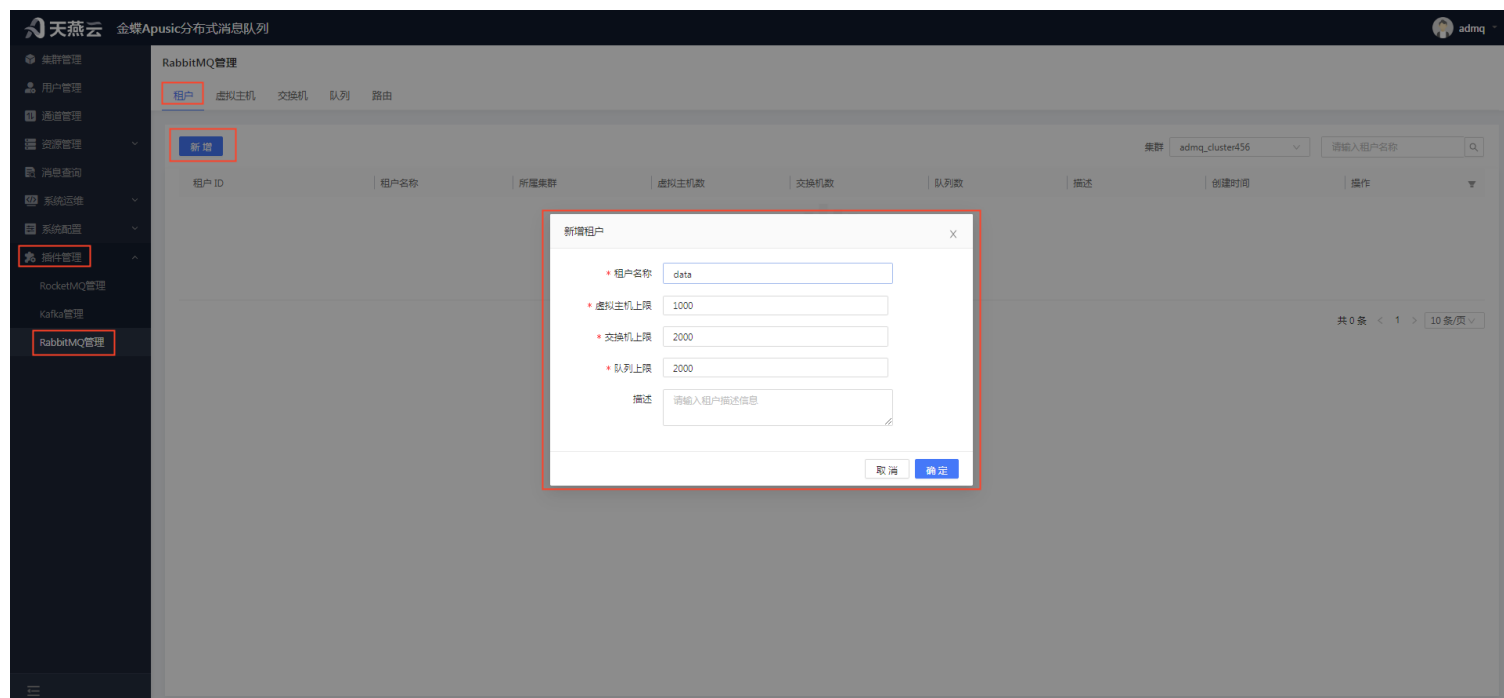 天燕云 金蝶Apusic分布式消息队列
admq
集群管理
用户管理
通道管理
资源管理
消息查询
系统运维
系统配置
插件管理
RocketMQ管理
Kafka管理
RabbitMQ管理
RabbitMQ管理
租户 虚拟主机 交换机 队列 路由
新增 集群 admq_cluster456 请输入租户名称
租户 ID 租户名称 所属集群 虚拟主机数 交换机数 队列数 描述 创建时间 操作
新增租户 X
* 租户名称 data
* 虚拟主机上限 1000
* 交换机上限 2000
* 队列上限 2000
描述 请输入租户描述信息
取消 确定
共 0 条 < 1 > 10 条/页